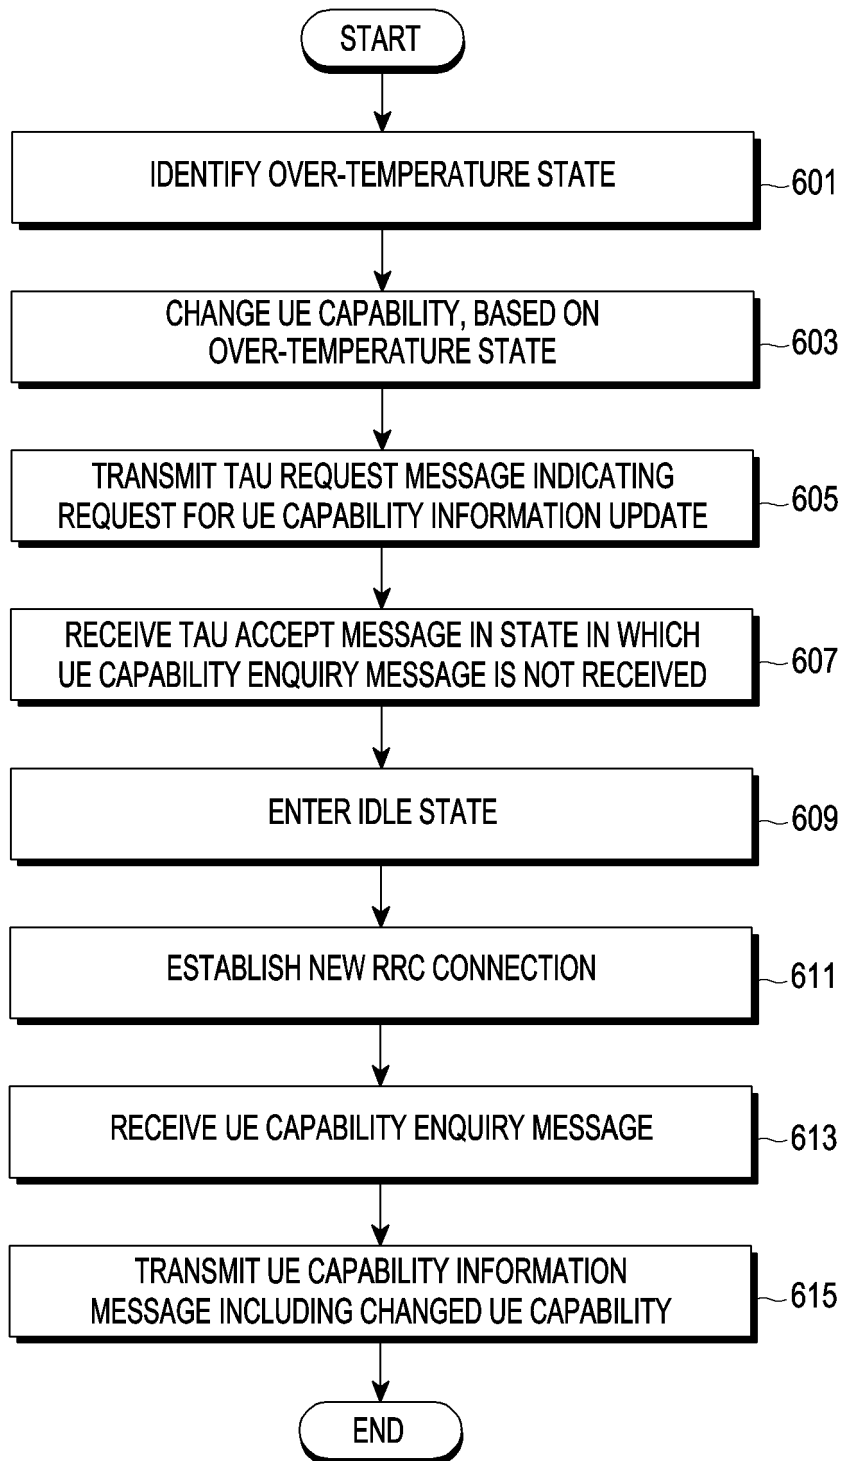 START
IDENTIFY OVER-TEMPERATURE STATE
601
CHANGE UE CAPABILITY, BASED ON
OVER-TEMPERATURE STATE
603
TRANSMIT TAU REQUEST MESSAGE INDICATING
REQUEST FOR UE CAPABILITY INFORMATION UPDATE
605
RECEIVE TAU ACCEPT MESSAGE IN STATE IN WHICH
UE CAPABILITY ENQUIRY MESSAGE IS NOT RECEIVED
607
ENTER IDLE STATE
609
ESTABLISH NEW RRC CONNECTION
611
RECEIVE UE CAPABILITY ENQUIRY MESSAGE
613
TRANSMIT UE CAPABILITY INFORMATION
MESSAGE INCLUDING CHANGED UE CAPABILITY
615
END